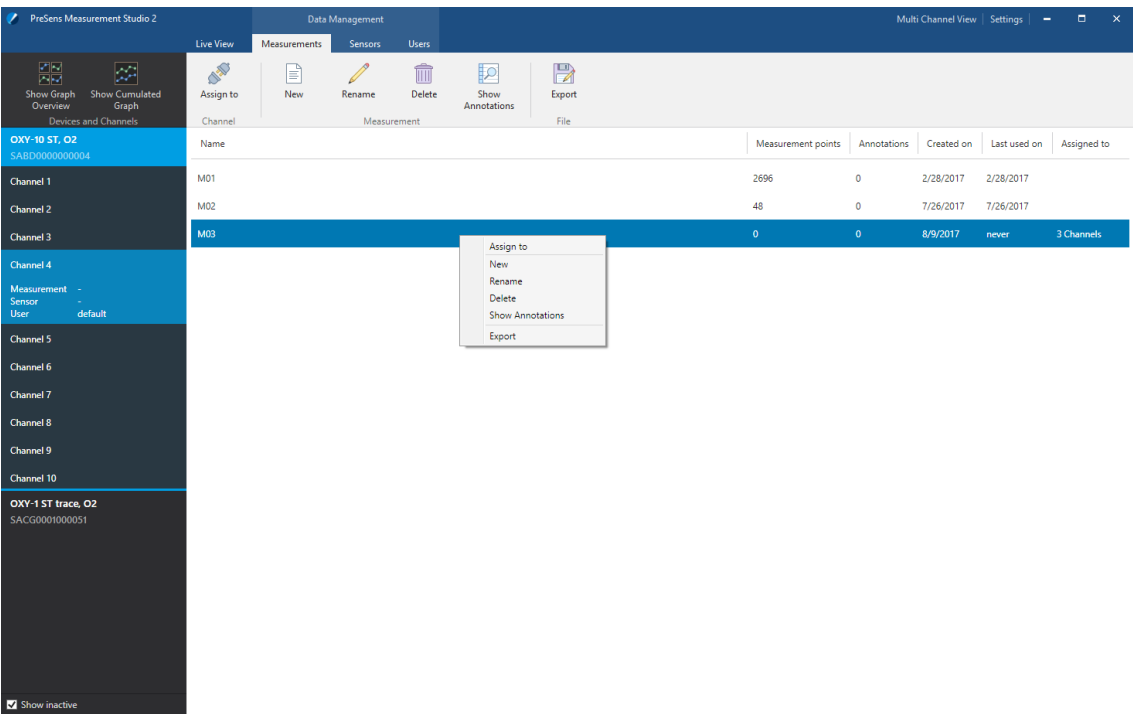 PreSens Measurement Studio 2
Data Management
Multi Channel View Settings
Live View Measurements Sensors Users
Show Graph Overview
Show Cumulated Graph
Devices and Channels
Assign to
Channel
New
Rename
Delete
Show Annotations
Measurement
Export
File
OXY-10 ST, O2
SABD0000000004
Channel 1
Channel 2
Channel 3
Channel 4
Measurement -
Sensor -
User default
Channel 5
Channel 6
Channel 7
Channel 8
Channel 9
Channel 10
OXY-1 ST trace, O2
SACG0001000051
Show inactive
Name Measurement points Annotations Created on Last used on Assigned to
M01 2696 0 2/28/2017 2/28/2017
M02 48 0 7/26/2017 7/26/2017
M03 0 0 8/9/2017 never 3 Channels
Assign to
New
Rename
Delete
Show Annotations
Export